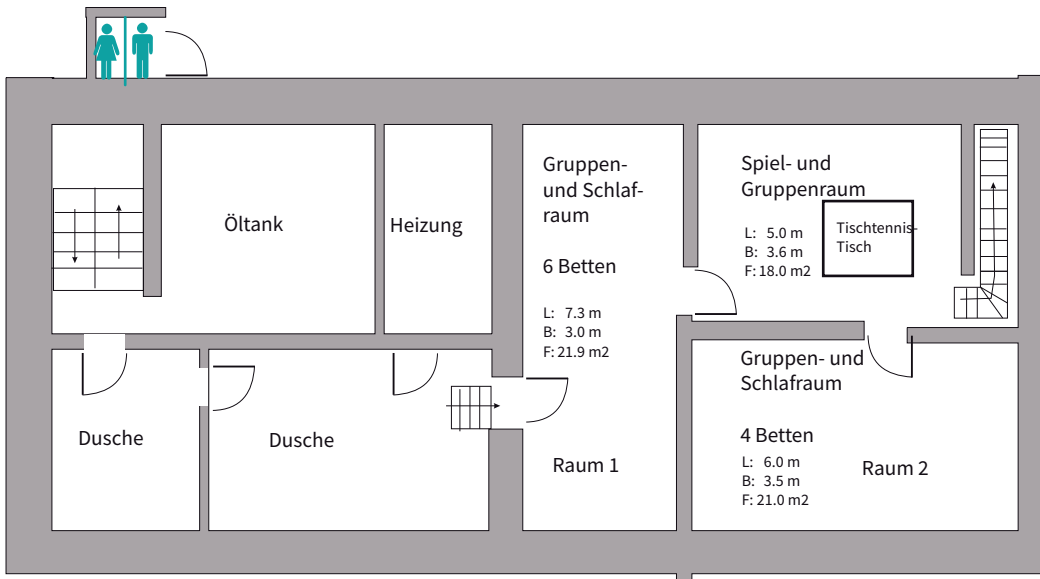 Öltank
Heizung
Gruppen-
und Schlaf-
raum
6 Betten
L: 7.3 m
B: 3.0 m
F: 21.9 m2
Raum 1
Spiel- und
Gruppenraum
L: 5.0 m
B: 3.6 m
F: 18.0 m2
Tischtennis-
Tisch
Gruppen- und
Schlafraum
4 Betten
L: 6.0 m
B: 3.5 m
F: 21.0 m2
Raum 2
Dusche
Dusche